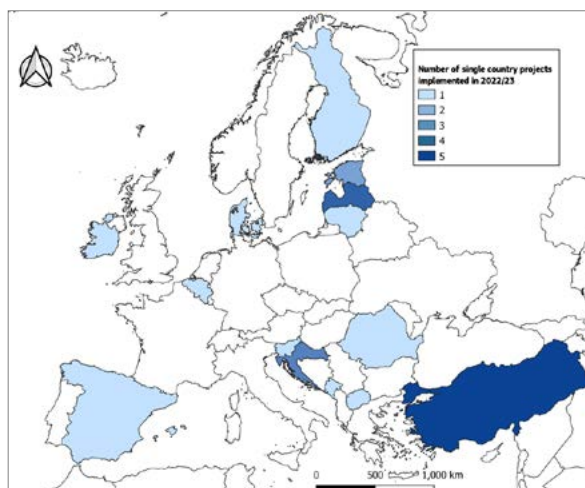 Number of single country projects
implemented in 2022/23
1
2
3
4
5
0 500 1,000 km